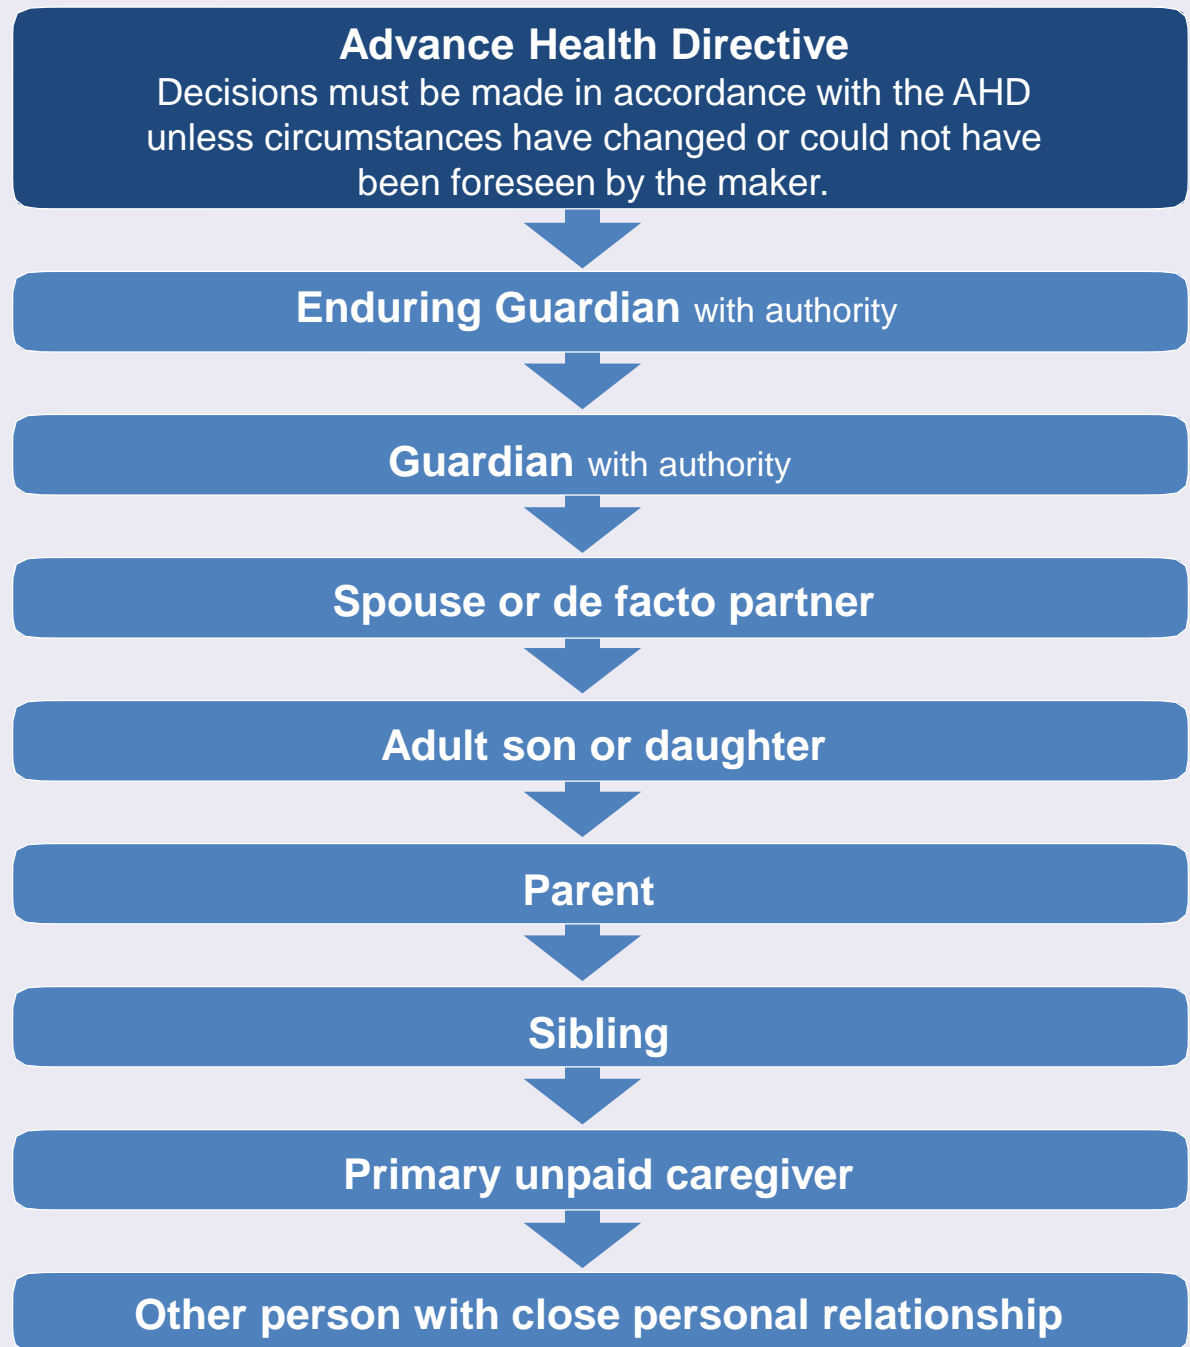 Advance Health Directive
Decisions must be made in accordance with the AHD
unless circumstances have changed or could not have
been foreseen by the maker.
Enduring Guardian with authority
Guardian with authority
Spouse or de facto partner
Adult son or daughter
Parent
Sibling
Primary unpaid caregiver
Other person with close personal relationship